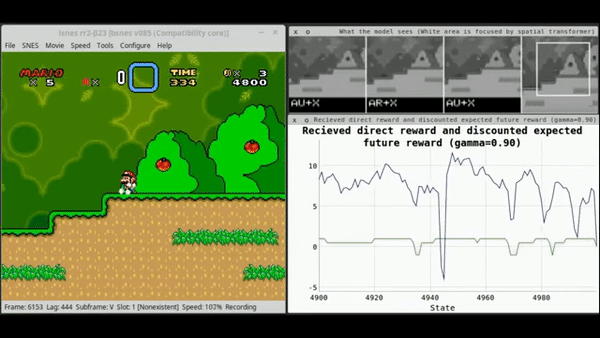 lsnes rr2-β23 [bsnes v085 (Compatibility core)]
File SNES Movie Speed Tools Configure Help
MARIO
TIME
x 5
x
0
334
x 3
4800
Frame: 6153 Lag: 444 Subframe: V Slot: 1 [Nonexistent] Speed: 102% Recording
x o What the model sees (White area is focused by spatial transformer)
AU+X
AR+X
AU+X
x o Recieved direct reward and discounted expected future reward (gamma=0.90)
Recieved direct reward and discounted expected
future reward (gamma=0.90)
10
5
0
-5
4900
4920
4940
4960
4980
State